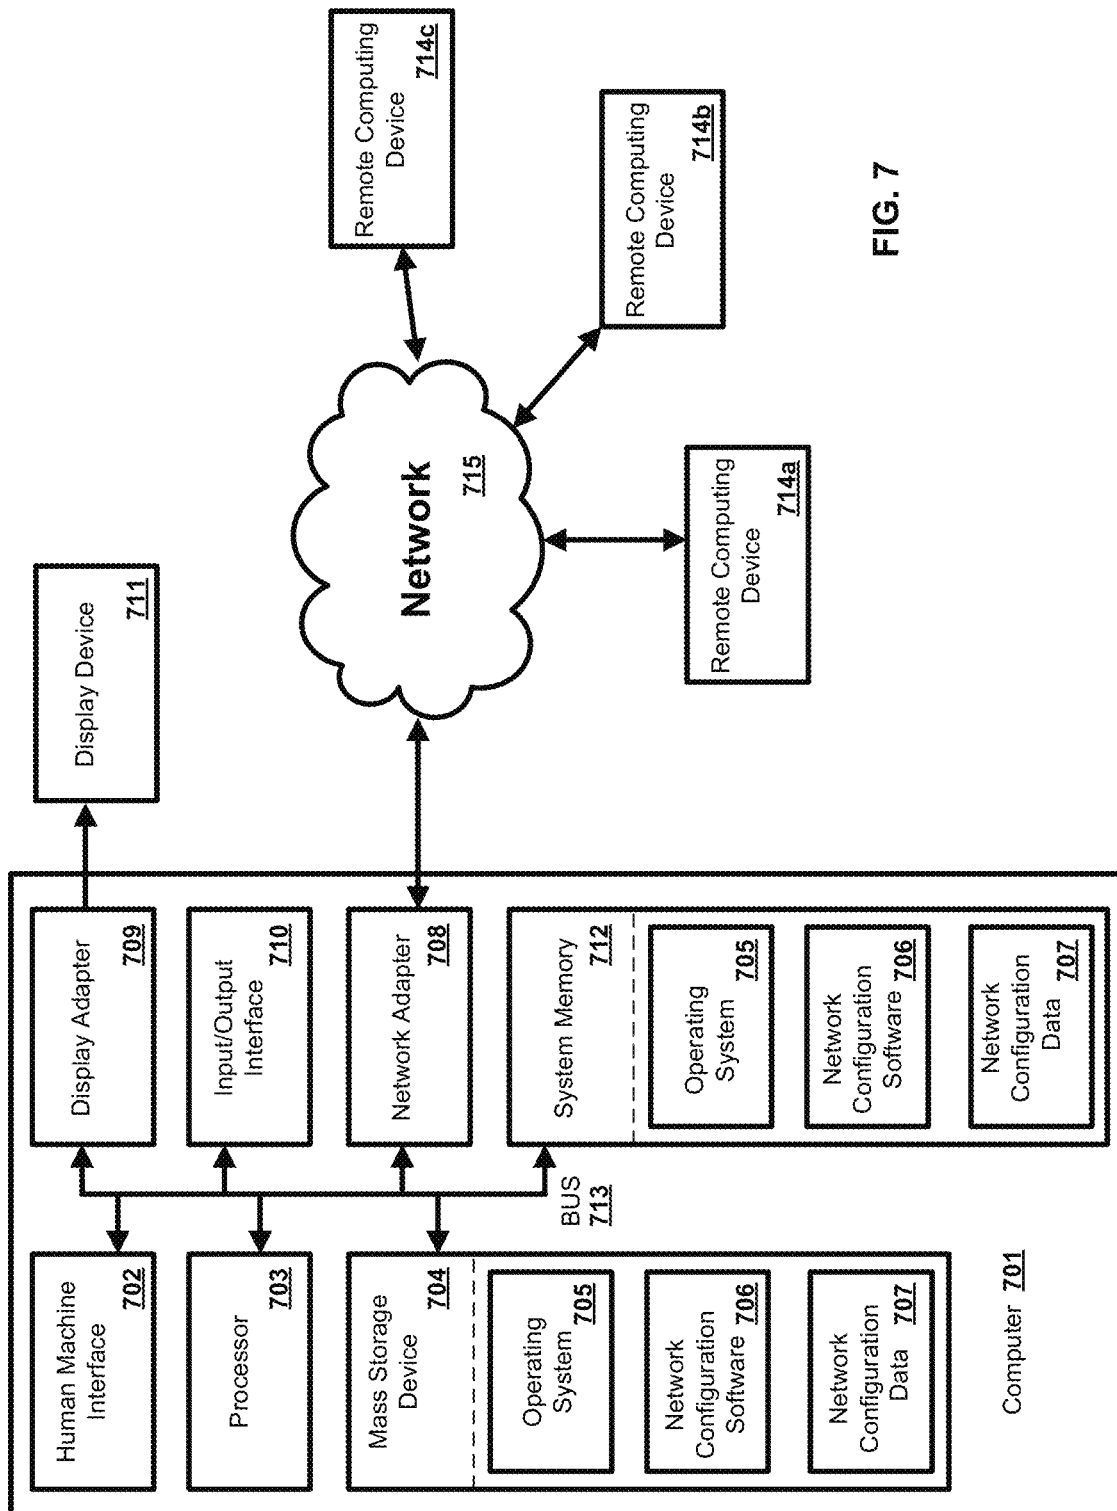 Human Machine
Interface
702
Processor
703
Mass Storage
Device
704
Operating
System
705
Network
Configuration
Software
706
Network
Configuration
Data
707
Computer 701
BUS
713
Display Adapter
709
Input/Output
Interface
710
Network Adapter
708
System Memory
712
Operating
System
705
Network
Configuration
Software
706
Network
Configuration
Data
707
Display Device
711
Network
715
Remote Computing
Device
714a
Remote Computing
Device
714b
Remote Computing
Device
714c
FIG. 7